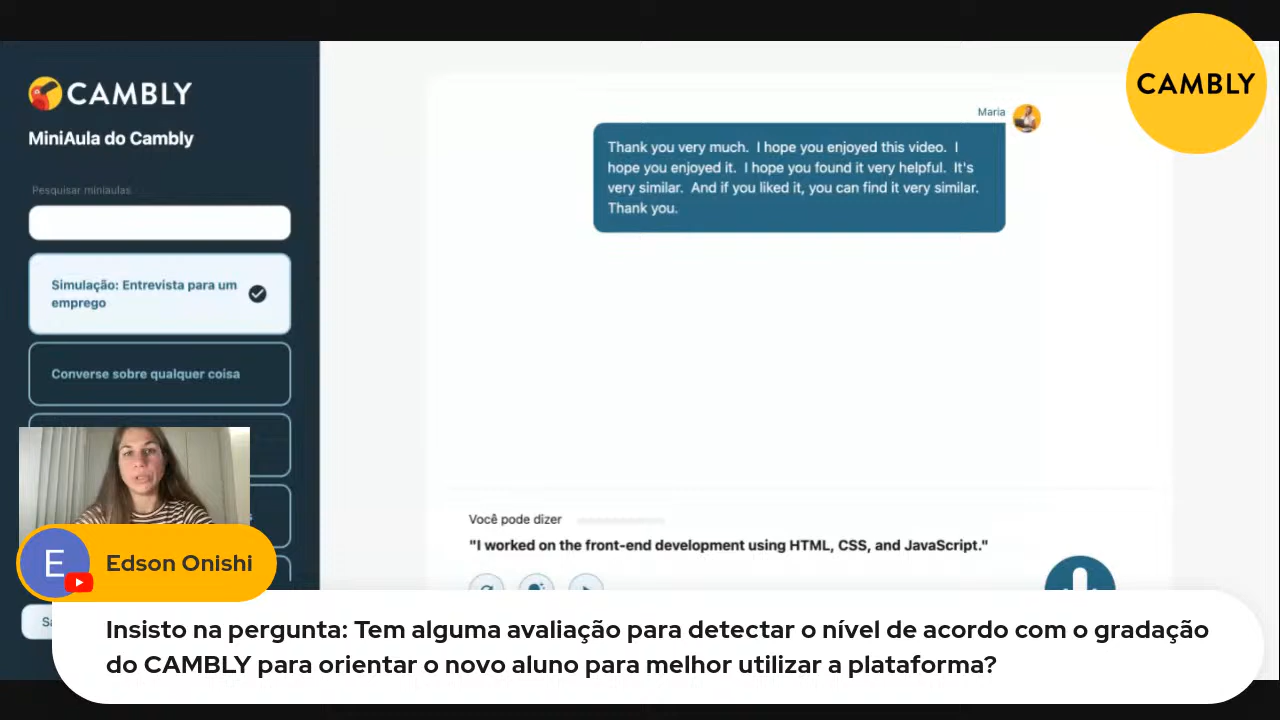 CAMBLY
CAMBLY
MiniAula do Cambly
Pesquisar miniaulas
Simulação: Entrevista para um
emprego
Converse sobre qualquer coisa
Maria
Thank you very much. I hope you enjoyed this video. I
hope you enjoyed it. I hope you found it very helpful. It's
very similar. And if you liked it, you can find it very similar.
Thank you.
Você pode dizer
"I worked on the front-end development using HTML, CSS, and JavaScript."
E
Edson Onishi
Insisto na pergunta: Tem alguma avaliação para detectar o nível de acordo com o gradação
do CAMBLY para orientar o novo aluno para melhor utilizar a plataforma?